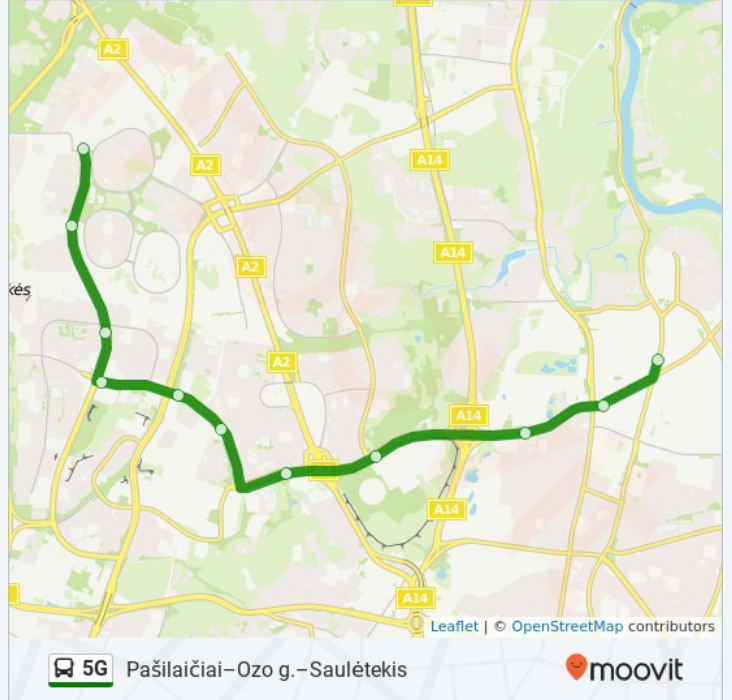 A2
A2
A14
A14
A2
kės
A2
A14
A14
A14
Leaflet | © OpenStreetMap contributors
5G Pašilaičiai–Ozo g.–Saulėtekis
moovit